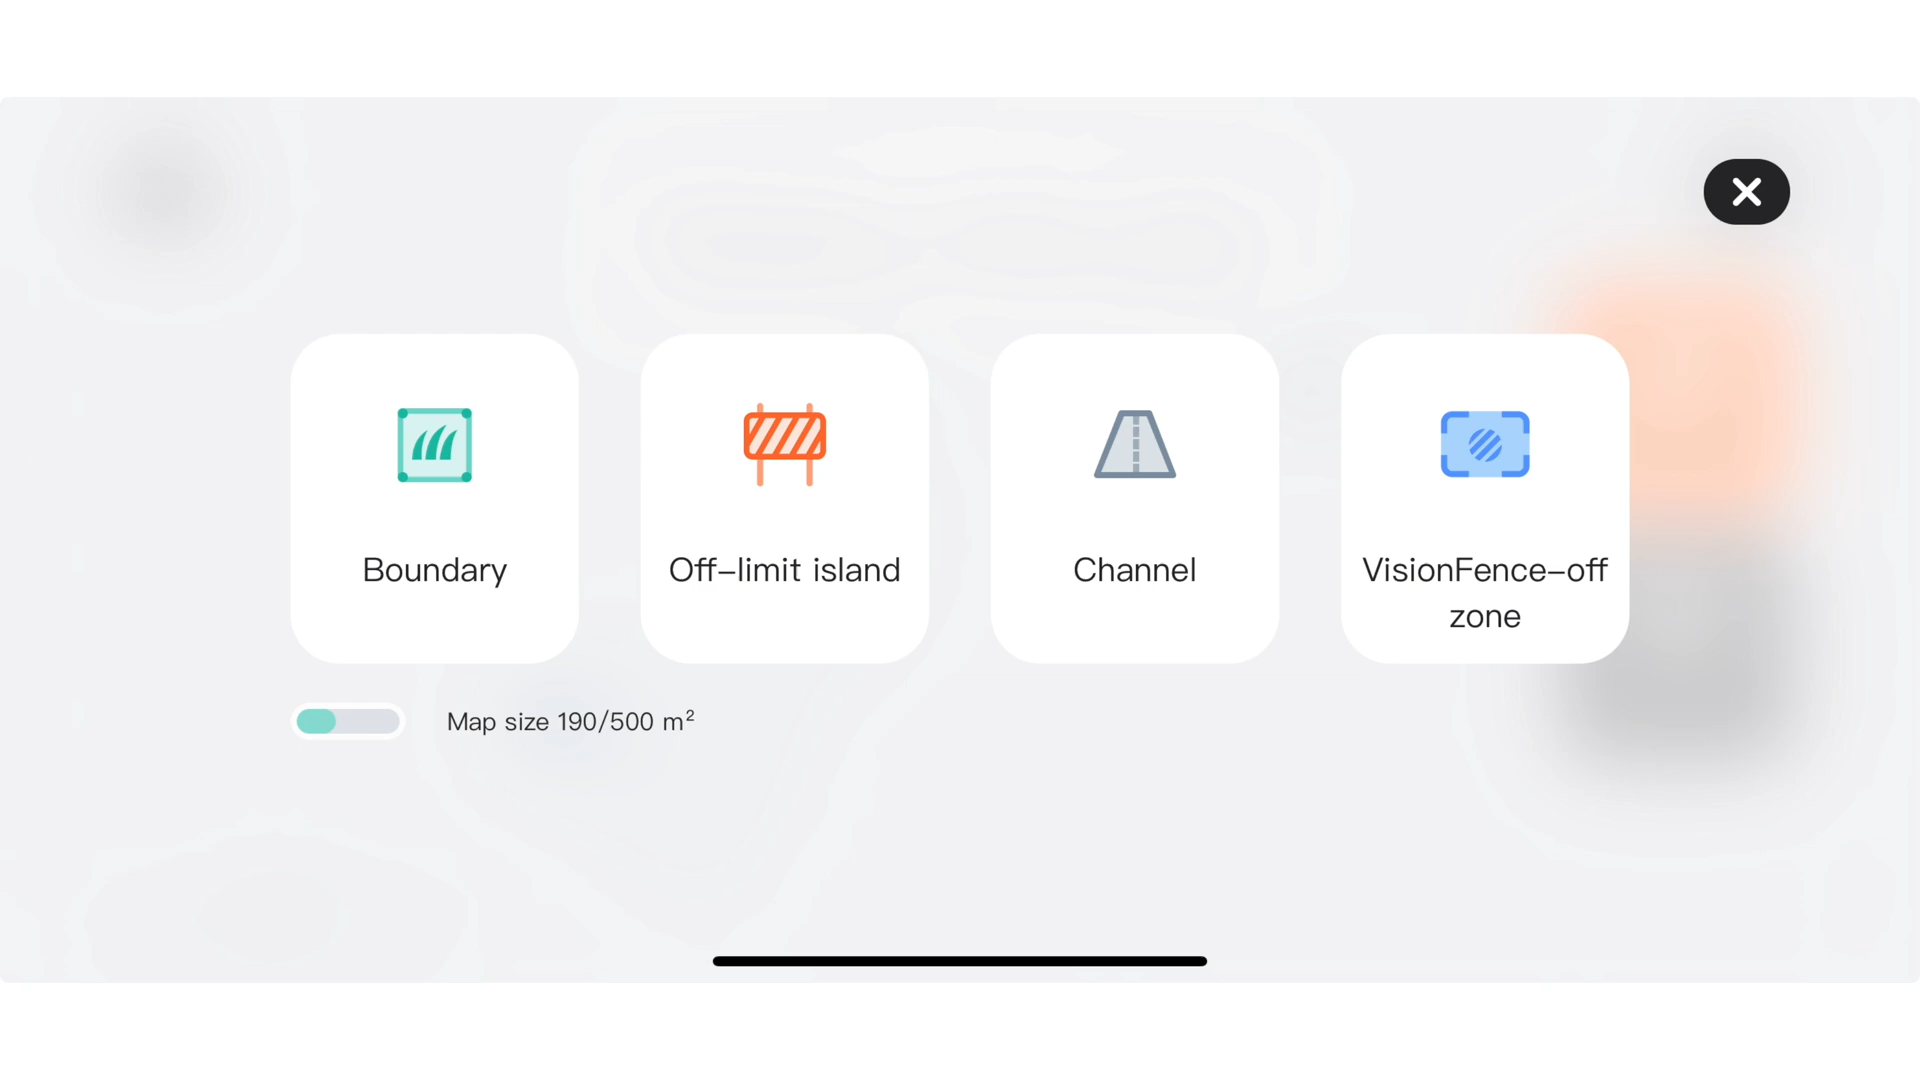 Boundary
Off-limit island
Channel
VisionFence-off
zone
Map size 190/500 m²